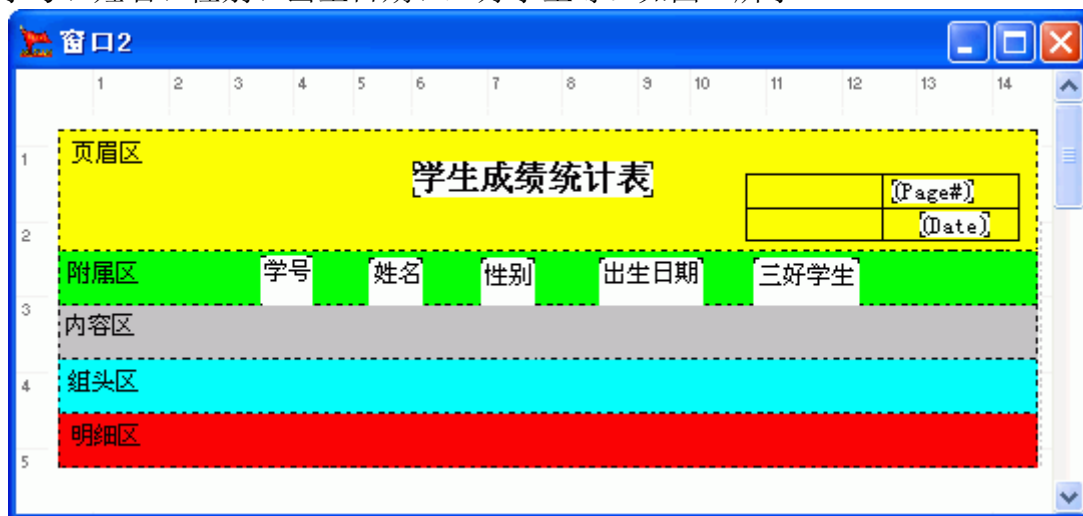 窗口2
1 2 3 4 5 6 7 8 9 10 11 12 13 14
1
页眉区
学生成绩统计表
(Page#)
(Date)
2
附属区 学号 姓名 性别 出生日期 三好学生
3
内容区
4
组头区
明细区
5